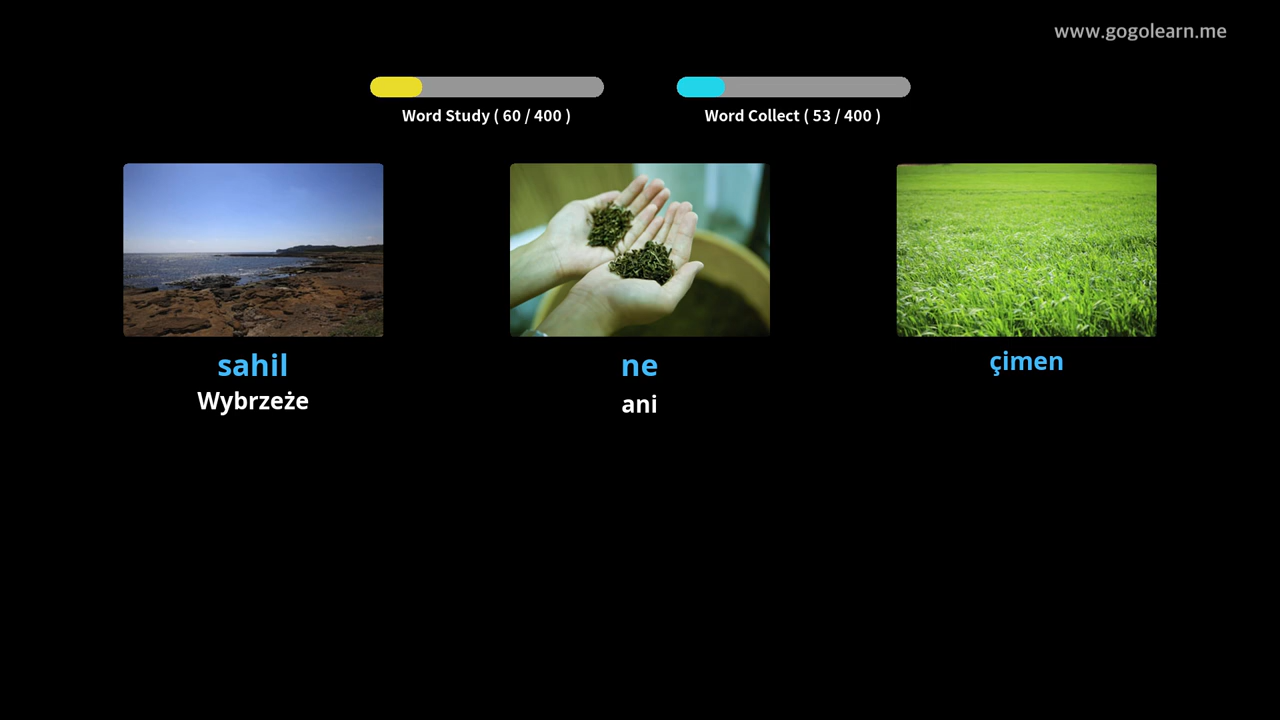 www.gogolearn.me
Word Study ( 60 / 400 )
Word Collect ( 53 / 400 )
sahil
Wybrzeże
ne
ani
çimen